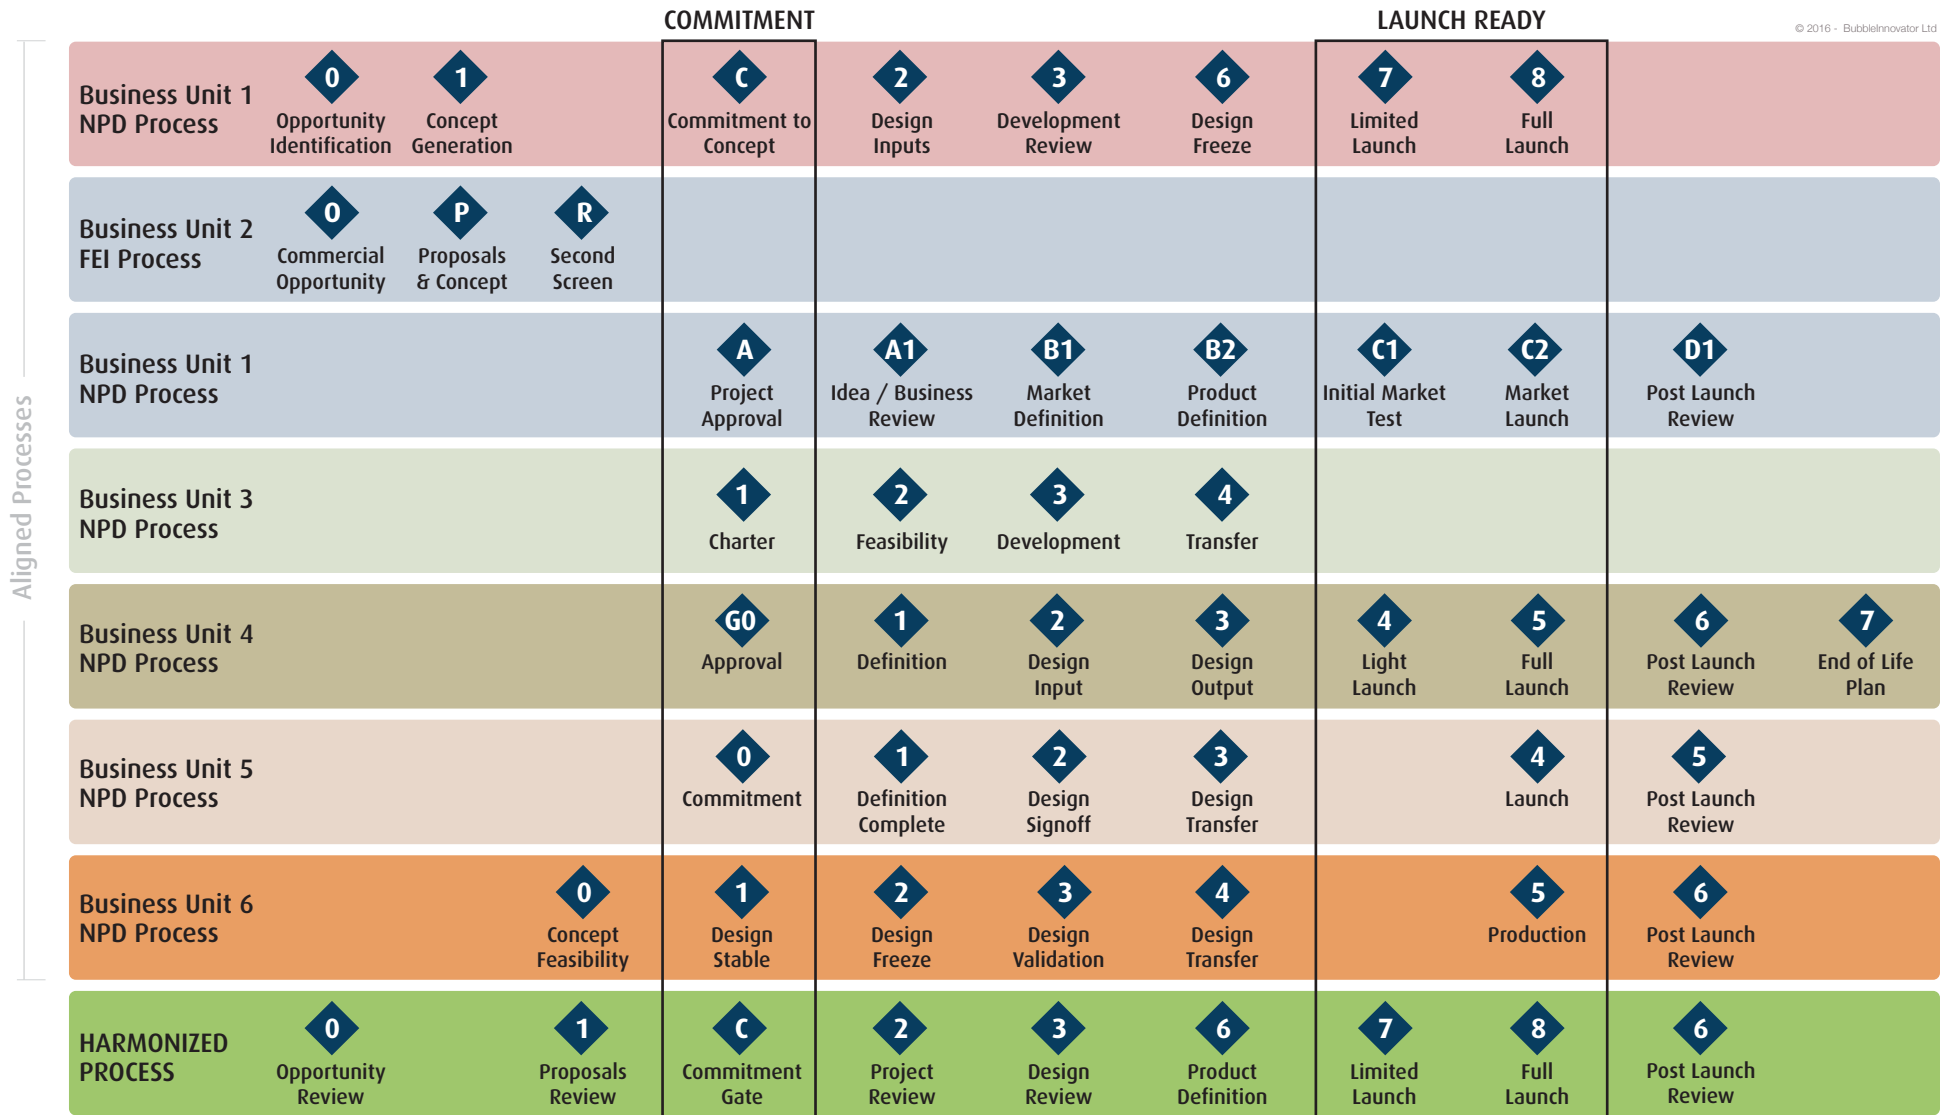 COMMITMENT
LAUNCH READY
© 2016 - BubbleInnovator Ltd
Aligned Processes
Business Unit 1
NPD Process
0
Opportunity
Identification
1
Concept
Generation
C
Commitment to
Concept
2
Design
Inputs
3
Development
Review
6
Design
Freeze
7
Limited
Launch
8
Full
Launch
Business Unit 2
FEI Process
0
Commercial
Opportunity
P
Proposals
& Concept
R
Second
Screen
Business Unit 1
NPD Process
A
Project
Approval
A1
Idea / Business
Review
B1
Market
Definition
B2
Product
Definition
C1
Initial Market
Test
C2
Market
Launch
D1
Post Launch
Review
Business Unit 3
NPD Process
1
Charter
2
Feasibility
3
Development
4
Transfer
Business Unit 4
NPD Process
G0
Approval
1
Definition
2
Design
Input
3
Design
Output
4
Light
Launch
5
Full
Launch
6
Post Launch
Review
7
End of Life
Plan
Business Unit 5
NPD Process
0
Commitment
1
Definition
Complete
2
Design
Signoff
3
Design
Transfer
4
Launch
5
Post Launch
Review
Business Unit 6
NPD Process
0
Concept
Feasibility
1
Design
Stable
2
Design
Freeze
3
Design
Validation
4
Design
Transfer
5
Production
6
Post Launch
Review
HARMONIZED
PROCESS
0
Opportunity
Review
1
Proposals
Review
C
Commitment
Gate
2
Project
Review
3
Design
Review
6
Product
Definition
7
Limited
Launch
8
Full
Launch
6
Post Launch
Review